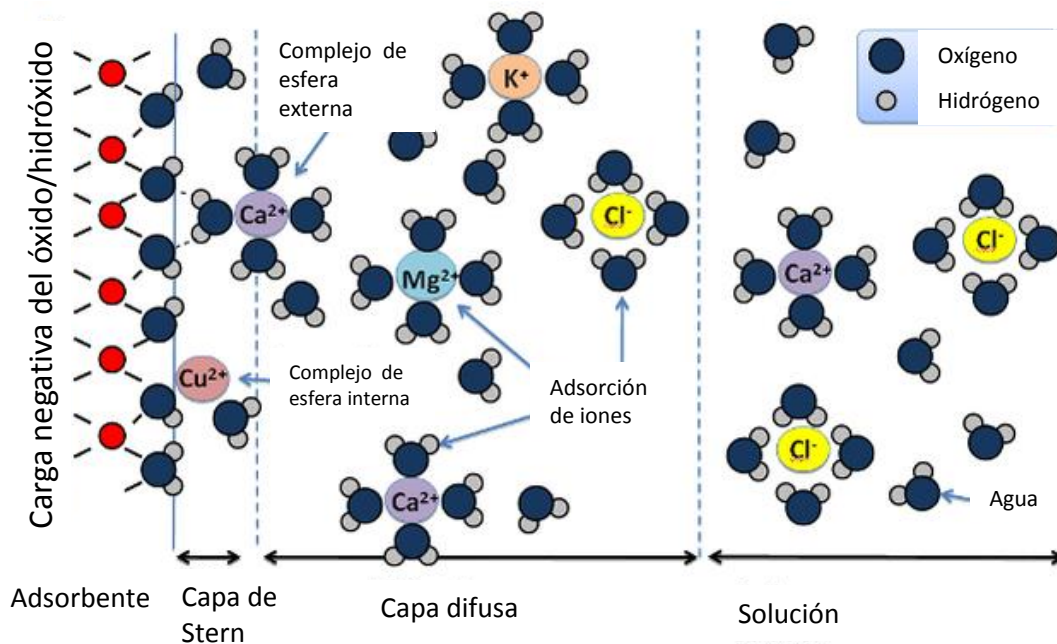 Carga negativa del óxido/hidróxido
Complejo de
esfera
externa
K⁺
Oxígeno
Hidrógeno
Ca²⁺
Cl⁻
Cl⁻
Mg²⁺
Ca²⁺
Cu²⁺
Complejo de
esfera interna
Adsorción
de iones
Cl⁻
Ca²⁺
Agua
Adsorbente
Capa de
Stern
Capa difusa
Solución